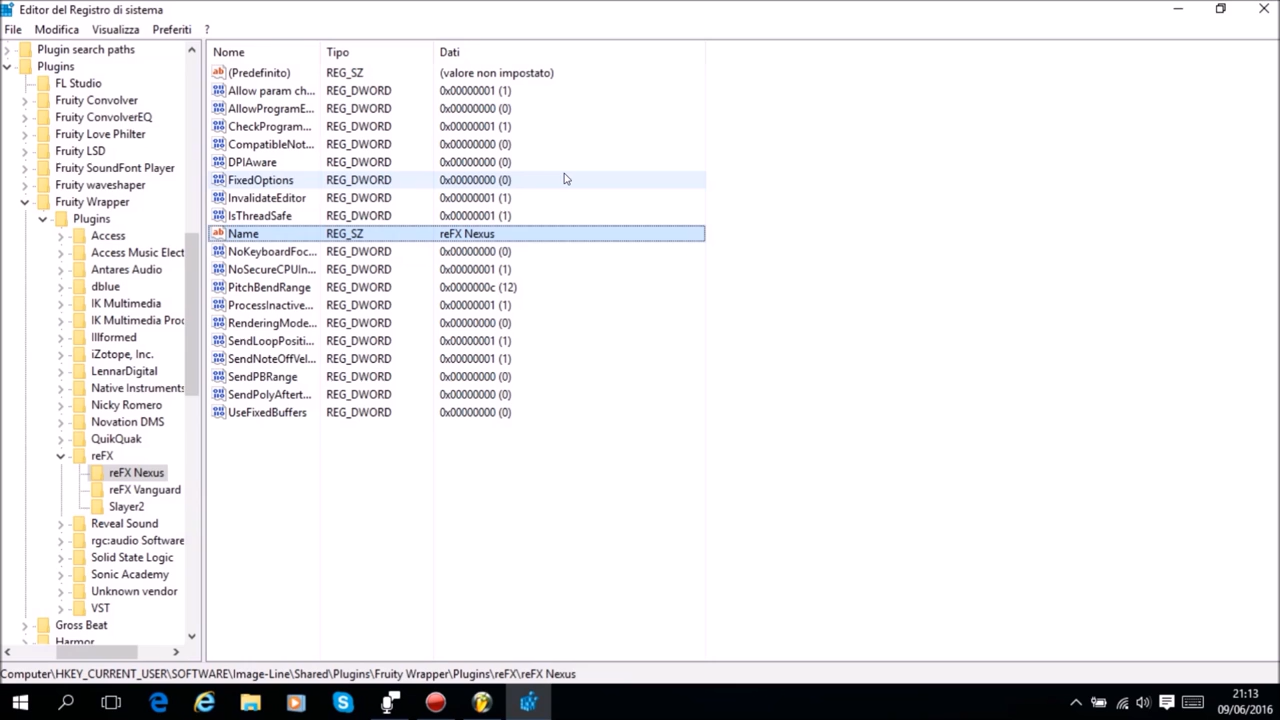 Editor del Registro di sistema
File Modifica Visualizza Preferiti ?
Plugin search paths
Plugins
FL Studio
Fruity Convolver
Fruity ConvolverEQ
Fruity Love Philter
Fruity LSD
Fruity SoundFont Player
Fruity waveshaper
Fruity Wrapper
Plugins
Access
Access Music Elect
Antares Audio
dblue
IK Multimedia
IK Multimedia Proc
Illformed
iZotope, Inc.
LennarDigital
Native Instruments
Nicky Romero
Novation DMS
QuikQuak
reFX
reFX Nexus
reFX Vanguard
Slayer2
Reveal Sound
rgc:audio Software
Solid State Logic
Sonic Academy
Unknown vendor
VST
Gross Beat
Harmor
Nome Tipo Dati
(Predefinito) REG_SZ (valore non impostato)
Allow param ch... REG_DWORD 0x00000001 (1)
AllowProgramE... REG_DWORD 0x00000000 (0)
CheckProgram... REG_DWORD 0x00000001 (1)
CompatibleNot... REG_DWORD 0x00000000 (0)
DPIAware REG_DWORD 0x00000000 (0)
FixedOptions REG_DWORD 0x00000000 (0)
InvalidateEditor REG_DWORD 0x00000001 (1)
IsThreadSafe REG_DWORD 0x00000001 (1)
Name REG_SZ reFX Nexus
NoKeyboardFoc... REG_DWORD 0x00000000 (0)
NoSecureCPUIn... REG_DWORD 0x00000001 (1)
PitchBendRange REG_DWORD 0x0000000c (12)
ProcessInactive... REG_DWORD 0x00000001 (1)
RenderingMode... REG_DWORD 0x00000000 (0)
SendLoopPositi... REG_DWORD 0x00000001 (1)
SendNoteOffVel... REG_DWORD 0x00000001 (1)
SendPBRange REG_DWORD 0x00000000 (0)
SendPolyAftert... REG_DWORD 0x00000000 (0)
UseFixedBuffers REG_DWORD 0x00000000 (0)
Computer\HKEY_CURRENT_USER\SOFTWARE\Image-Line\Shared\Plugins\Fruity Wrapper\Plugins\reFX\reFX Nexus
21:13
09/06/2016